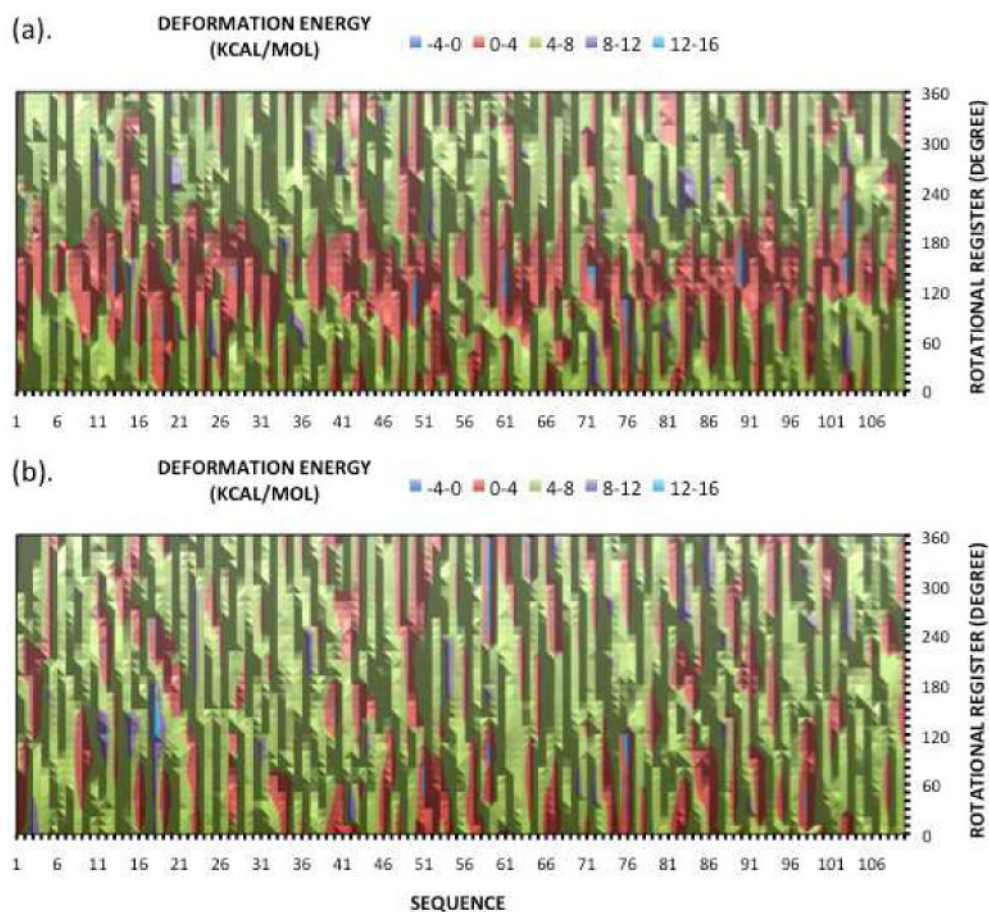 (a).
DEFORMATION ENERGY
(KCAL/MOL)
-4-0 0-4 4-8 8-12 12-16
360
300
240
180
120
60
0
ROTATIONAL REGISTER (DEGREE)
1 6 11 16 21 26 31 36 41 46 51 56 61 66 71 76 81 86 91 96 101 106
(b).
DEFORMATION ENERGY
(KCAL/MOL)
-4-0 0-4 4-8 8-12 12-16
360
300
240
180
120
60
0
ROTATIONAL REGISTER (DEGREE)
1 6 11 16 21 26 31 36 41 46 51 56 61 66 71 76 81 86 91 96 101 106
SEQUENCE